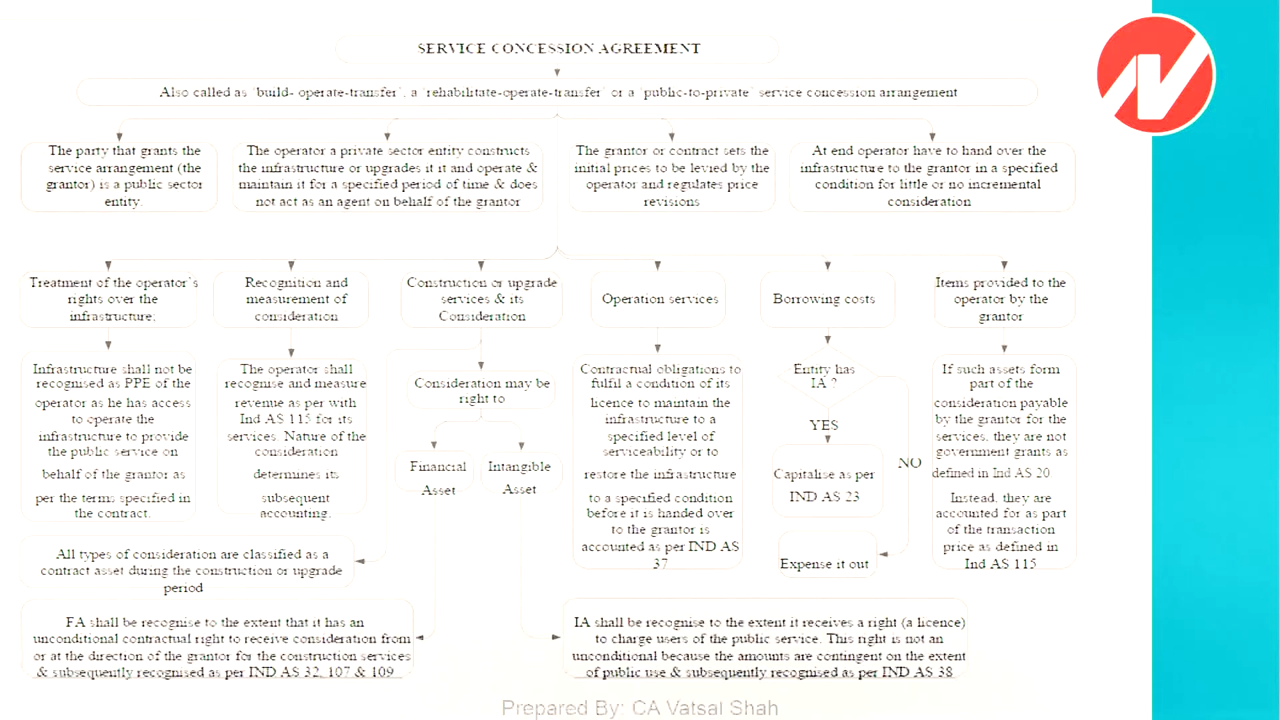 SERVICE CONCESSION AGREEMENT
Also called as 'build- operate-transfer', a 'rehabilitate-operate-transfer' or a 'public-to-private' service concession arrangement
The party that grants the
service arrangement (the
grantor) is a public sector
entity.
The operator a private sector entity constructs
the infrastructure or upgrades it it and operate &
maintain it for a specified period of time & does
not act as an agent on behalf of the grantor
The grantor or contract sets the
initial prices to be levied by the
operator and regulates price
revisions
At end operator have to hand over the
infrastructure to the grantor in a specified
condition for little or no incremental
consideration
Treatment of the operator's
rights over the
infrastructure;
Recognition and
measurement of
consideration
Construction or upgrade
services & its
Consideration
Operation services
Borrowing costs
Items provided to the
operator by the
grantor
Infrastructure shall not be
recognised as PPE of the
operator as he has access
to operate the
infrastructure to provide
the public service on
behalf of the grantor as
per the terms specified in
the contract.
The operator shall
recognise and measure
revenue as per with
Ind AS 115 for its
services. Nature of the
consideration
determines its
subsequent
accounting.
Consideration may be
right to
Financial
Asset
Intangible
Asset
Contractual obligations to
fulfil a condition of its
licence to maintain the
infrastructure to a
specified level of
serviceability or to
restore the infrastructure
to a specified condition
before it is handed over
to the grantor is
accounted as per IND AS
37
Entity has
IA ?
YES
NO
Capitalise as per
IND AS 23
Expense it out
If such assets form
part of the
consideration payable
by the grantor for the
services, they are not
government grants as
defined in Ind AS 20
Instead, they are
accounted for as part
of the transaction
price as defined in
Ind AS 115
All types of consideration are classified as a
contract asset during the construction or upgrade
period
FA shall be recognise to the extent that it has an
unconditional contractual right to receive consideration from
or at the direction of the grantor for the construction services
& subsequently recognised as per IND AS 32, 107 & 109
IA shall be recognise to the extent it receives a right (a licence)
to charge users of the public service. This right is not an
unconditional because the amounts are contingent on the extent
of public use & subsequently recognised as per IND AS 38
Prepared By: CA Vatsal Shah